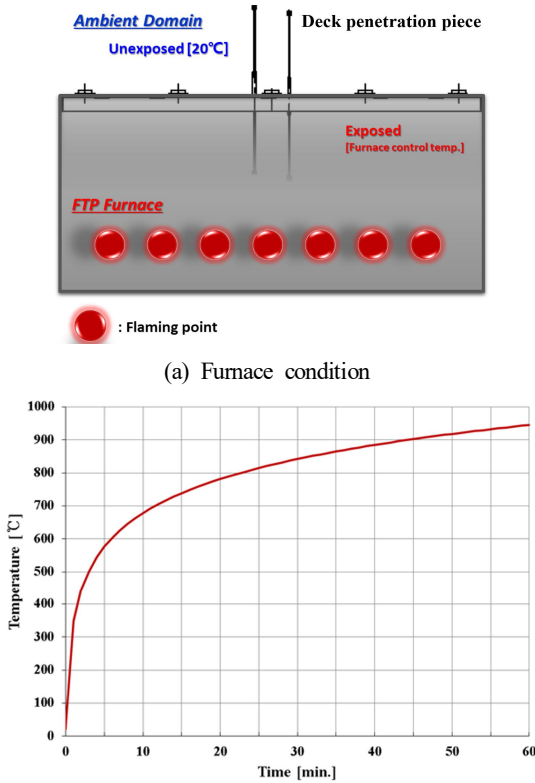 Ambient Domain
Deck penetration piece
Unexposed [20℃]
Exposed
[Furnace control temp.]
FTP Furnace
: Flaming point
(a) Furnace condition
1000
900
800
700
600
500
400
300
200
100
0
Temperature [℃]
0 10 20 30 40 50 60
Time [min.]